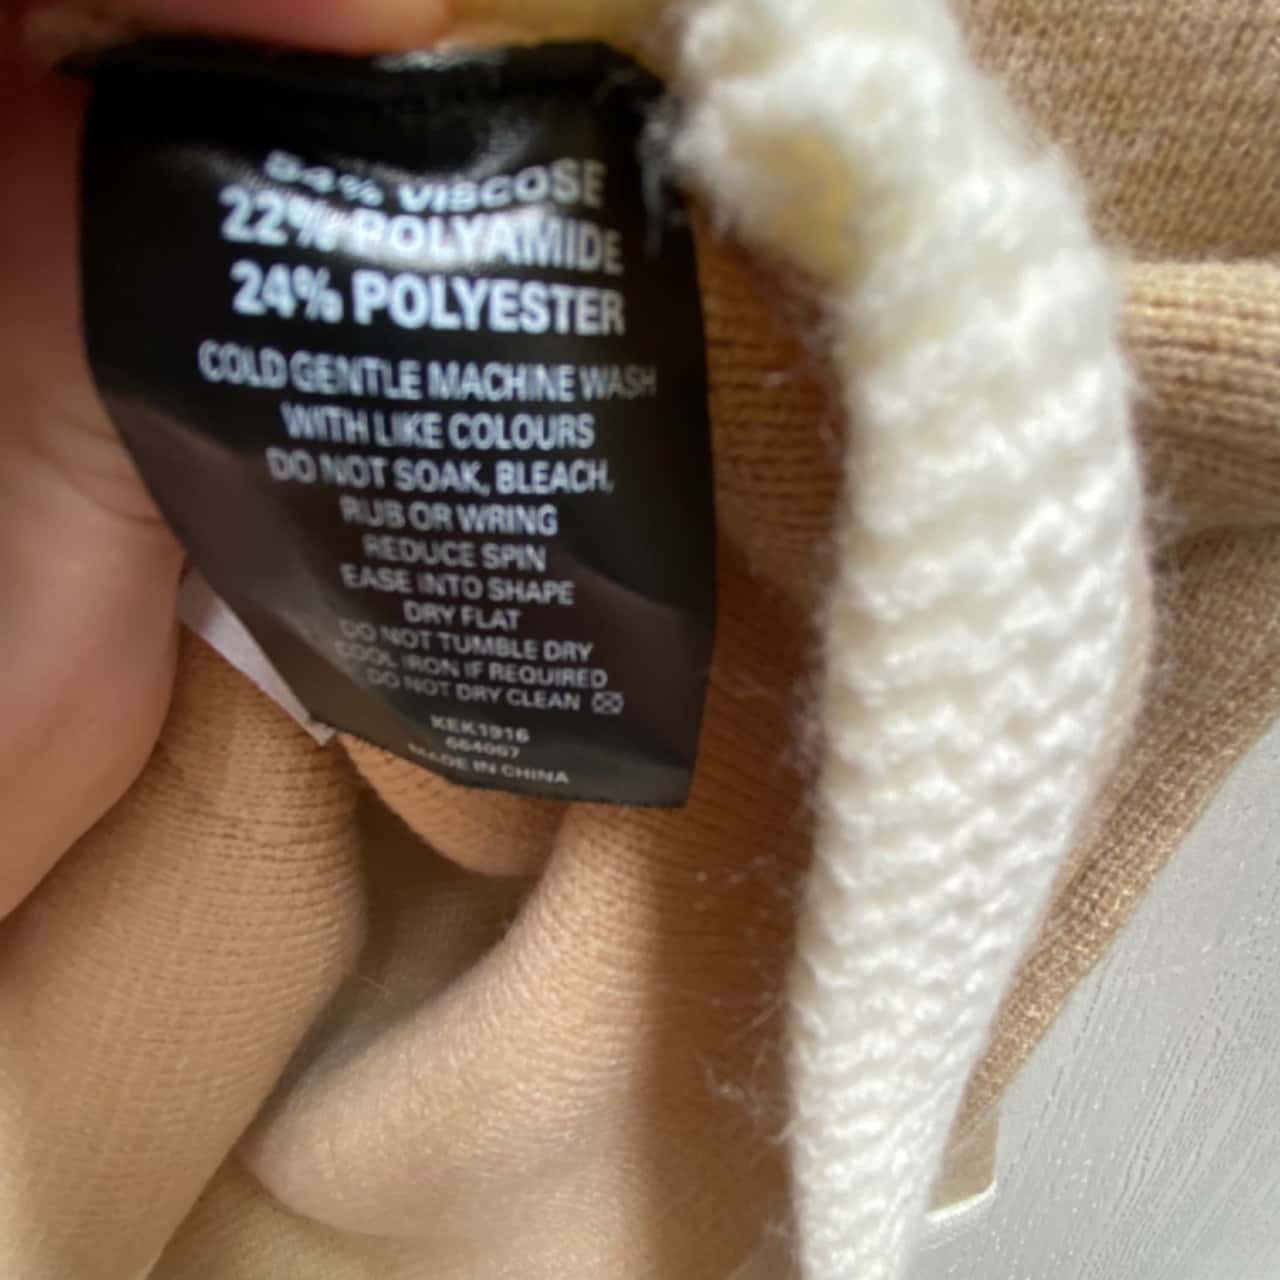 54% VISCOSE
22% POLYAMIDE
24% POLYESTER
COLD GENTLE MACHINE WASH
WITH LIKE COLOURS
DO NOT SOAK, BLEACH,
RUB OR WRING
REDUCE SPIN
EASE INTO SHAPE
DRY FLAT
DO NOT TUMBLE DRY
COOL IRON IF REQUIRED
DO NOT DRY CLEAN
KEK1916
664067
MADE IN CHINA